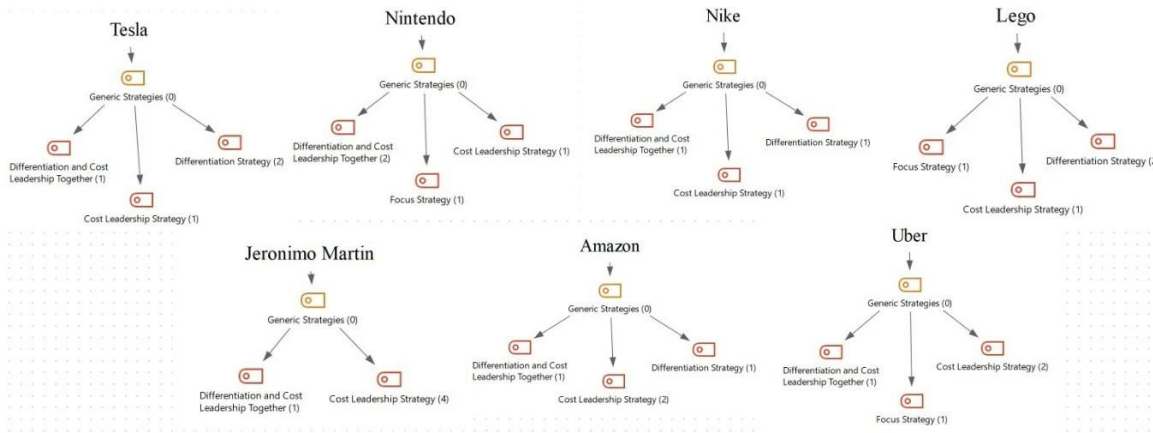 Tesla
Generic Strategies (0)
Differentiation and Cost
Leadership Together (1)
Differentiation Strategy (2)
Cost Leadership Strategy (1)
Nintendo
Generic Strategies (0)
Differentiation and Cost
Leadership Together (2)
Cost Leadership Strategy (1)
Focus Strategy (1)
Nike
Generic Strategies (0)
Differentiation and Cost
Leadership Together (1)
Differentiation Strategy (1)
Cost Leadership Strategy (1)
Lego
Generic Strategies (0)
Focus Strategy (1)
Differentiation Strategy
Cost Leadership Strategy (1)
Jeronimo Martin
Generic Strategies (0)
Differentiation and Cost
Leadership Together (1)
Cost Leadership Strategy (4)
Amazon
Generic Strategies (0)
Differentiation and Cost
Leadership Together (1)
Differentiation Strategy (1)
Cost Leadership Strategy (2)
Uber
Generic Strategies (0)
Differentiation and Cost
Leadership Together (1)
Cost Leadership Strategy (2)
Focus Strategy (1)